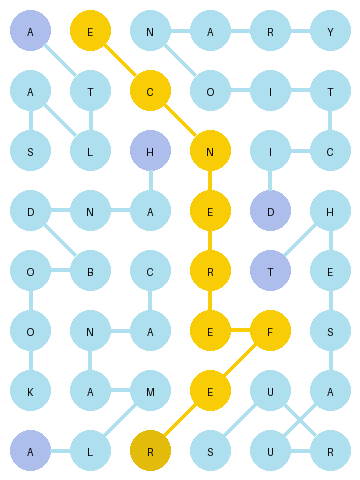 A E N A R Y
A T C O I T
S L H N I C
D N A E D H
O B C R T E
O N A E F S
K A M E U A
A L R S U R